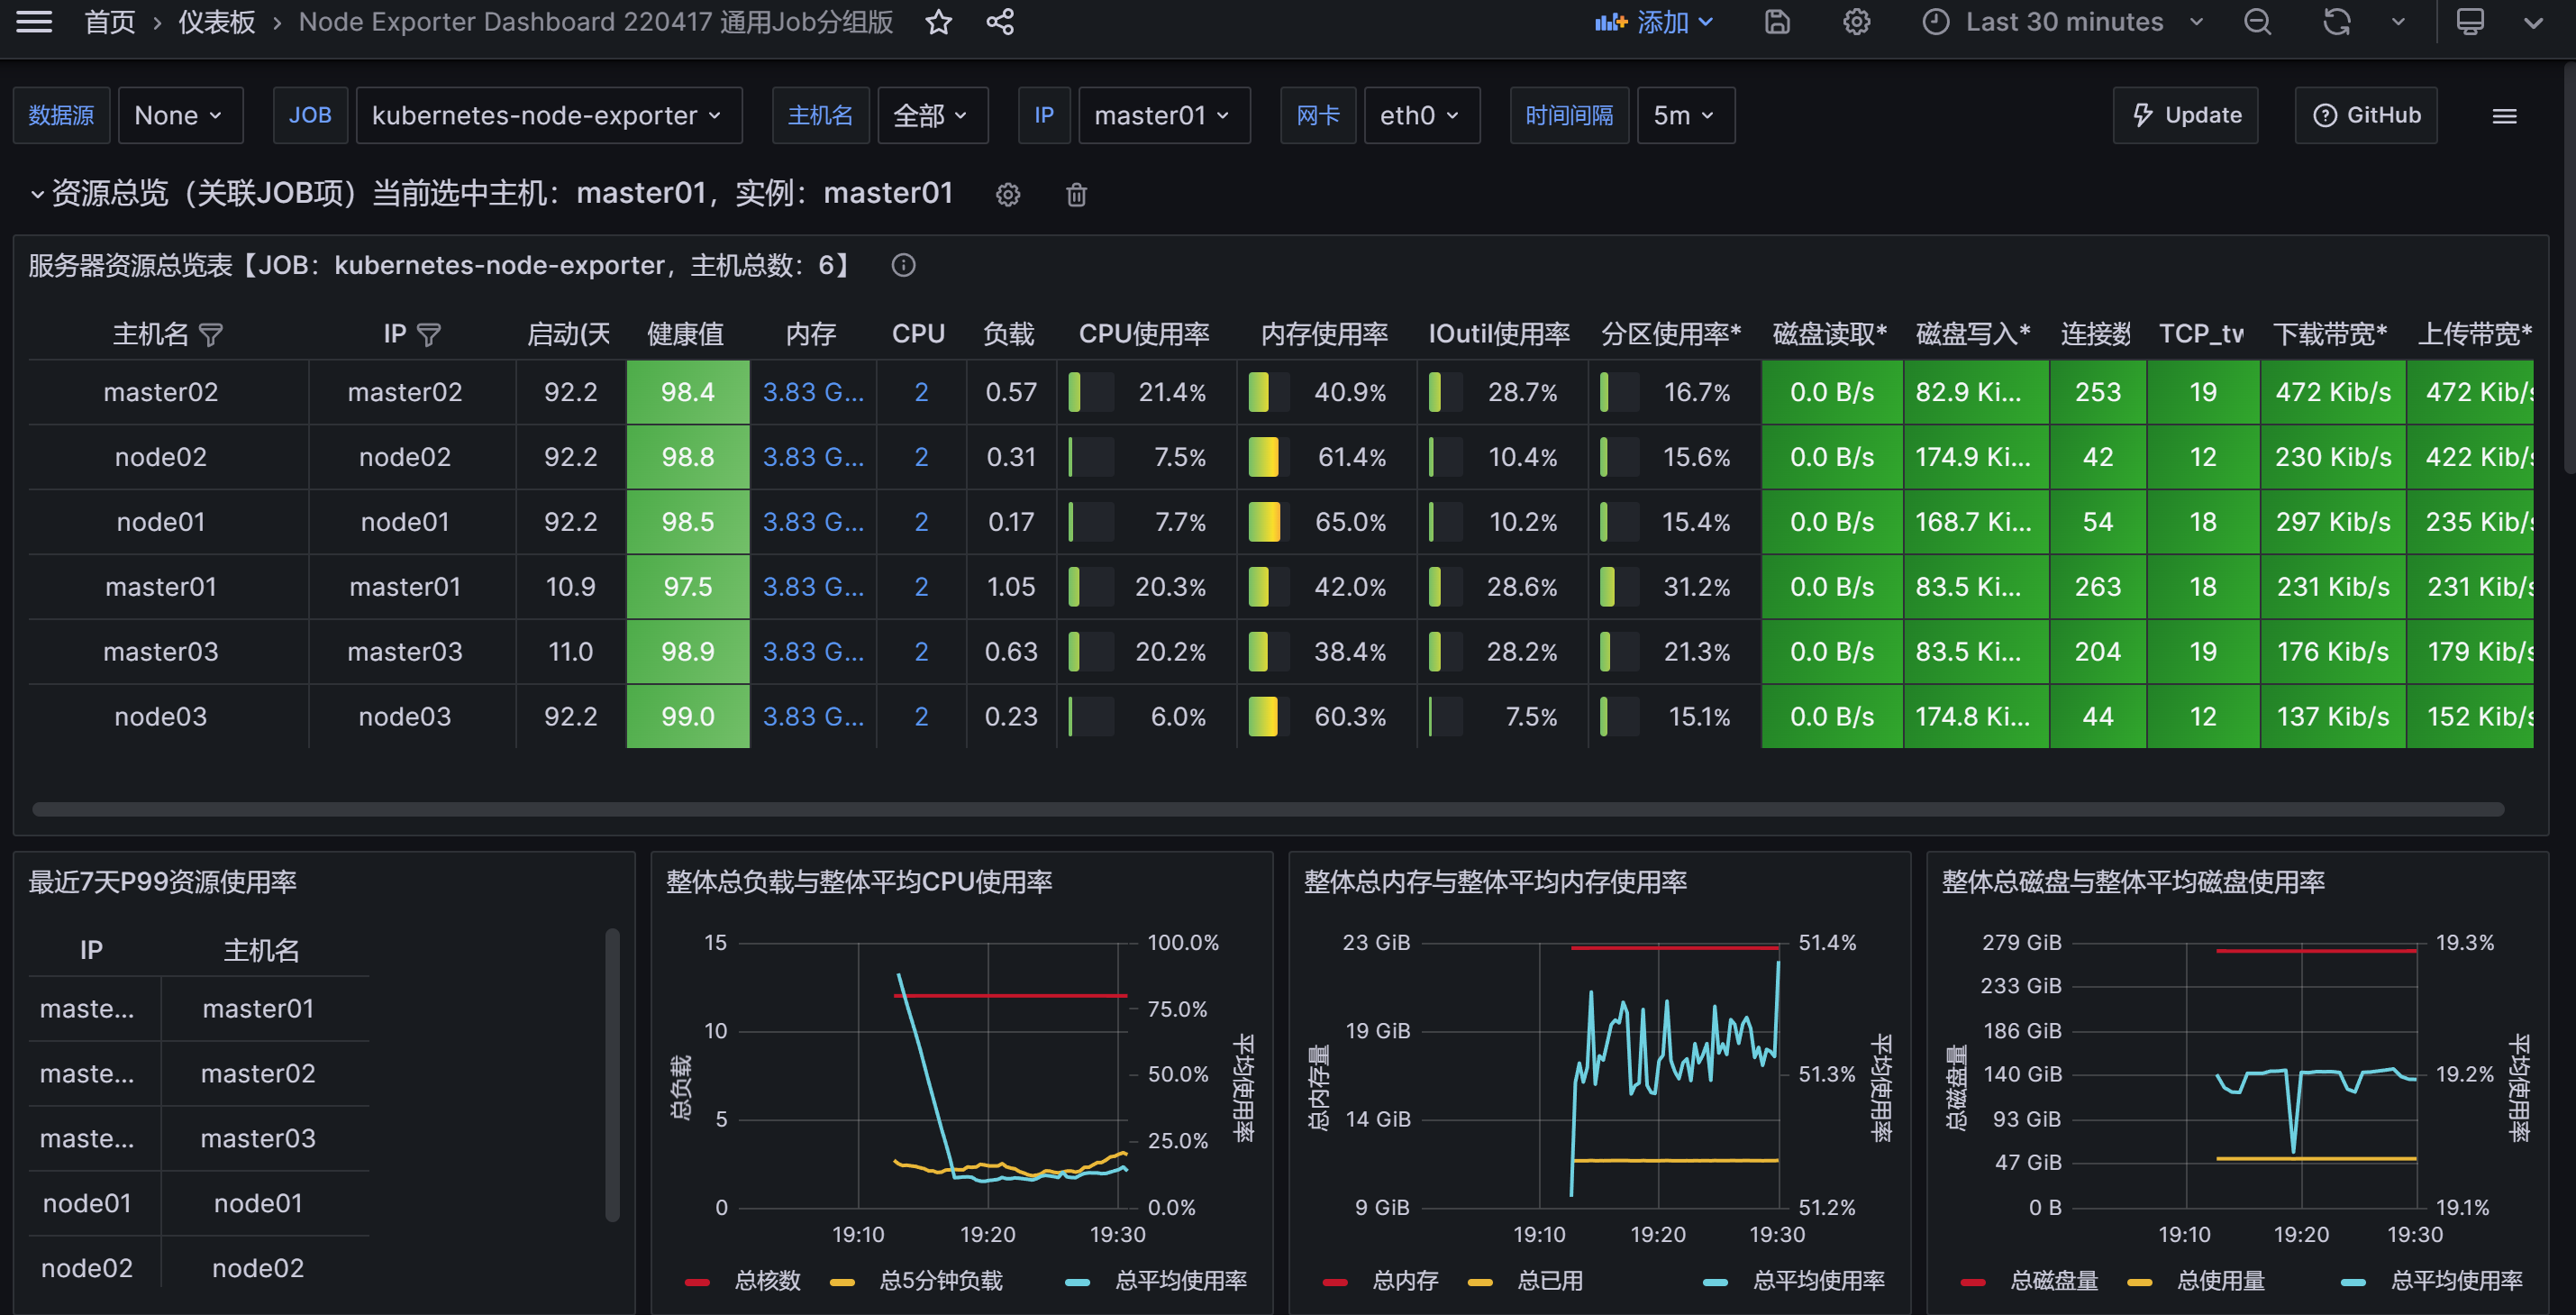 首页 › 仪表板 › Node Exporter Dashboard 220417 通用Job分组版 添加 Last 30 minutes
数据源 None JOB kubernetes-node-exporter 主机名 全部 IP master01 网卡 eth0 时间间隔 5m Update GitHub
资源总览（关联JOB项）当前选中主机：master01，实例：master01
服务器资源总览表【JOB：kubernetes-node-exporter，主机总数：6】
主机名 IP 启动(天 健康值 内存 CPU 负载 CPU使用率 内存使用率 IOutil使用率 分区使用率* 磁盘读取* 磁盘写入* 连接数 TCP_tw 下载带宽* 上传带宽*
master02 master02 92.2 98.4 3.83 G... 2 0.57 21.4% 40.9% 28.7% 16.7% 0.0 B/s 82.9 Ki... 253 19 472 Kib/s 472 Kib/s
node02 node02 92.2 98.8 3.83 G... 2 0.31 7.5% 61.4% 10.4% 15.6% 0.0 B/s 174.9 Ki... 42 12 230 Kib/s 422 Kib/s
node01 node01 92.2 98.5 3.83 G... 2 0.17 7.7% 65.0% 10.2% 15.4% 0.0 B/s 168.7 Ki... 54 18 297 Kib/s 235 Kib/s
master01 master01 10.9 97.5 3.83 G... 2 1.05 20.3% 42.0% 28.6% 31.2% 0.0 B/s 83.5 Ki... 263 18 231 Kib/s 231 Kib/s
master03 master03 11.0 98.9 3.83 G... 2 0.63 20.2% 38.4% 28.2% 21.3% 0.0 B/s 83.5 Ki... 204 19 176 Kib/s 179 Kib/s
node03 node03 92.2 99.0 3.83 G... 2 0.23 6.0% 60.3% 7.5% 15.1% 0.0 B/s 174.8 Ki... 44 12 137 Kib/s 152 Kib/s
最近7天P99资源使用率
IP 主机名
maste... master01
maste... master02
maste... master03
node01 node01
node02 node02
整体总负载与整体平均CPU使用率
15
10
5
0
总负载
100.0%
75.0%
50.0%
25.0%
0.0%
平均使用率
19:10 19:20 19:30
总核数 总5分钟负载 总平均使用率
整体总内存与整体平均内存使用率
23 GiB
19 GiB
14 GiB
9 GiB
总内存量
51.4%
51.3%
51.2%
平均使用率
19:10 19:20 19:30
总内存 总已用 总平均使用率
整体总磁盘与整体平均磁盘使用率
279 GiB
233 GiB
186 GiB
140 GiB
93 GiB
47 GiB
0 B
总磁盘量
19.3%
19.2%
19.1%
平均使用率
19:10 19:20 19:30
总磁盘量 总使用量 总平均使用率